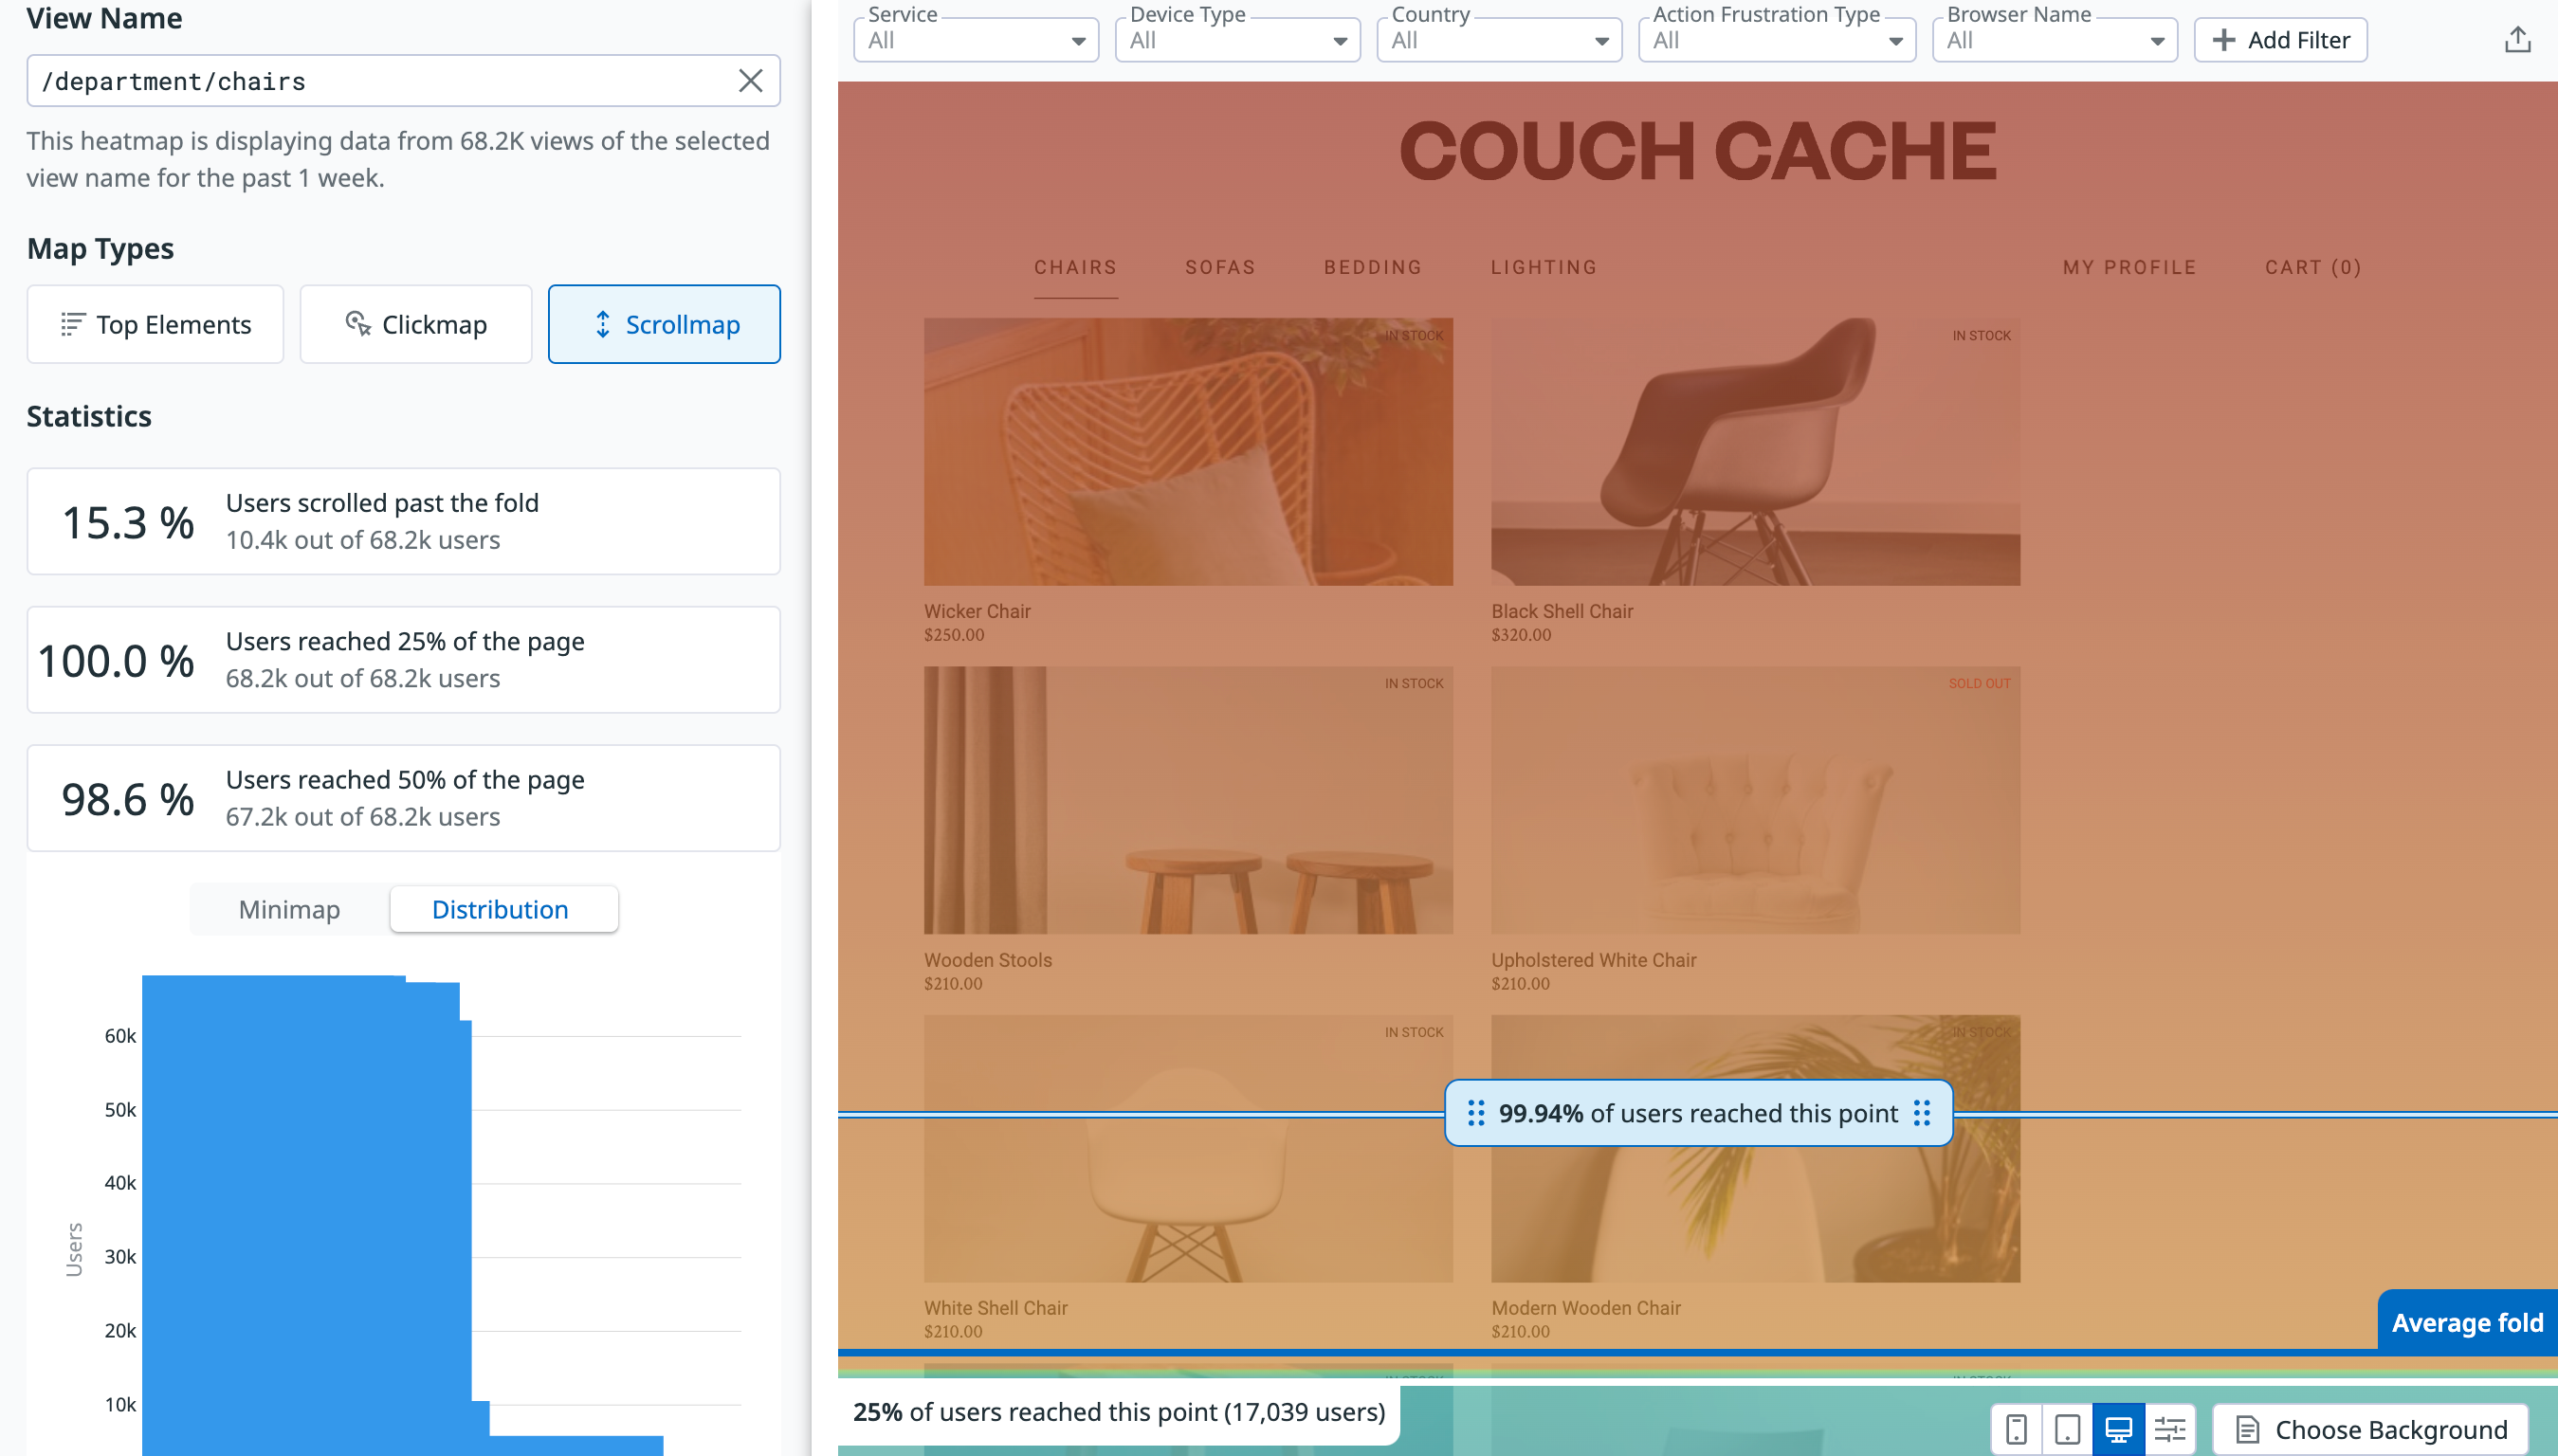 View Name
/department/chairs
This heatmap is displaying data from 68.2K views of the selected
view name for the past 1 week.
Map Types
Top Elements
Clickmap
Scrollmap
Statistics
15.3 %
Users scrolled past the fold
10.4k out of 68.2k users
100.0 %
Users reached 25% of the page
68.2k out of 68.2k users
98.6 %
Users reached 50% of the page
67.2k out of 68.2k users
Minimap
Distribution
60k
50k
40k
30k
20k
10k
Users
Service
All
Device Type
All
Country
All
Action Frustration Type
All
Browser Name
All
Add Filter
COUCH CACHE
CHAIRS
SOFAS
BEDDING
LIGHTING
MY PROFILE
CART (0)
IN STOCK
Wicker Chair
$250.00
IN STOCK
Black Shell Chair
$320.00
IN STOCK
Wooden Stools
$210.00
SOLD OUT
Upholstered White Chair
$210.00
IN STOCK
White Shell Chair
$210.00
IN STOCK
Modern Wooden Chair
$210.00
99.94% of users reached this point
Average fold
25% of users reached this point (17,039 users)
Choose Background